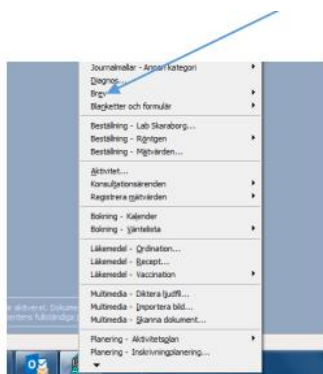 Journalmallar - Annan kategori
Diagnos...
Brev
Blanketter och formulär
Beställning - Lab Skaraborg...
Beställning - Röntgen
Beställning - Mätvärden...
Aktivitet...
Konsultationsärenden
Registrera mätvärden
Bokning - Kalender
Bokning - Väntelista
Läkemedel - Ordination...
Läkemedel - Recept...
Läkemedel - Vaccination
Multimedia - Diktera ljudfil...
Multimedia - Importera bild...
Multimedia - Skanna dokument...
Planering - Aktivitetsplan
Planering - Inskrivningplanering...